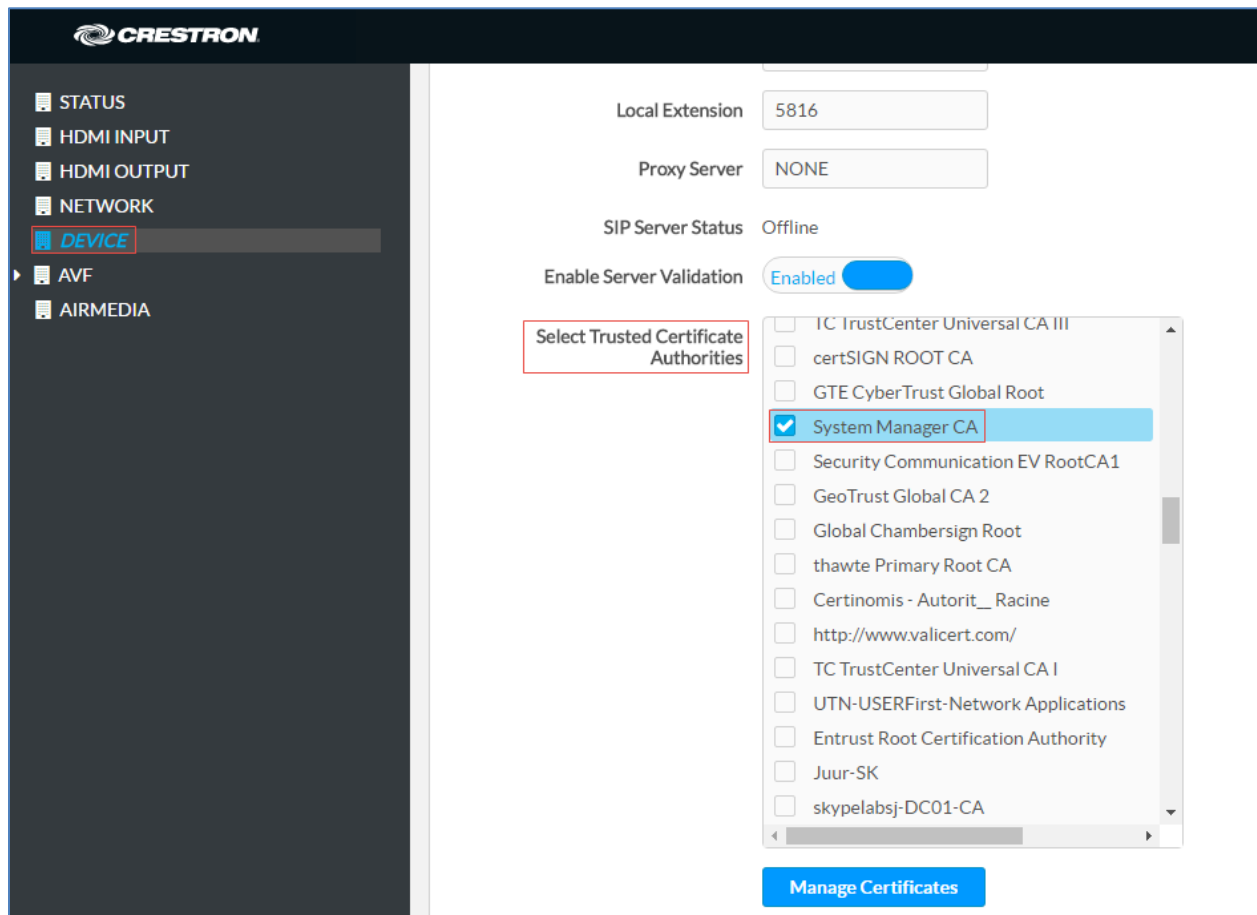 CRESTRON
STATUS
HDMI INPUT
HDMI OUTPUT
NETWORK
DEVICE
AVF
AIRMEDIA
Local Extension 5816
Proxy Server NONE
SIP Server Status Offline
Enable Server Validation Enabled
Select Trusted Certificate
Authorities
TC TrustCenter Universal CA III
certSIGN ROOT CA
GTE CyberTrust Global Root
System Manager CA
Security Communication EV RootCA1
GeoTrust Global CA 2
Global Chambersign Root
thawte Primary Root CA
Certinomis - Autorit__ Racine
http://www.valicert.com/
TC TrustCenter Universal CA I
UTN-USERFirst-Network Applications
Entrust Root Certification Authority
Juur-SK
skypelabsj-DC01-CA
Manage Certificates